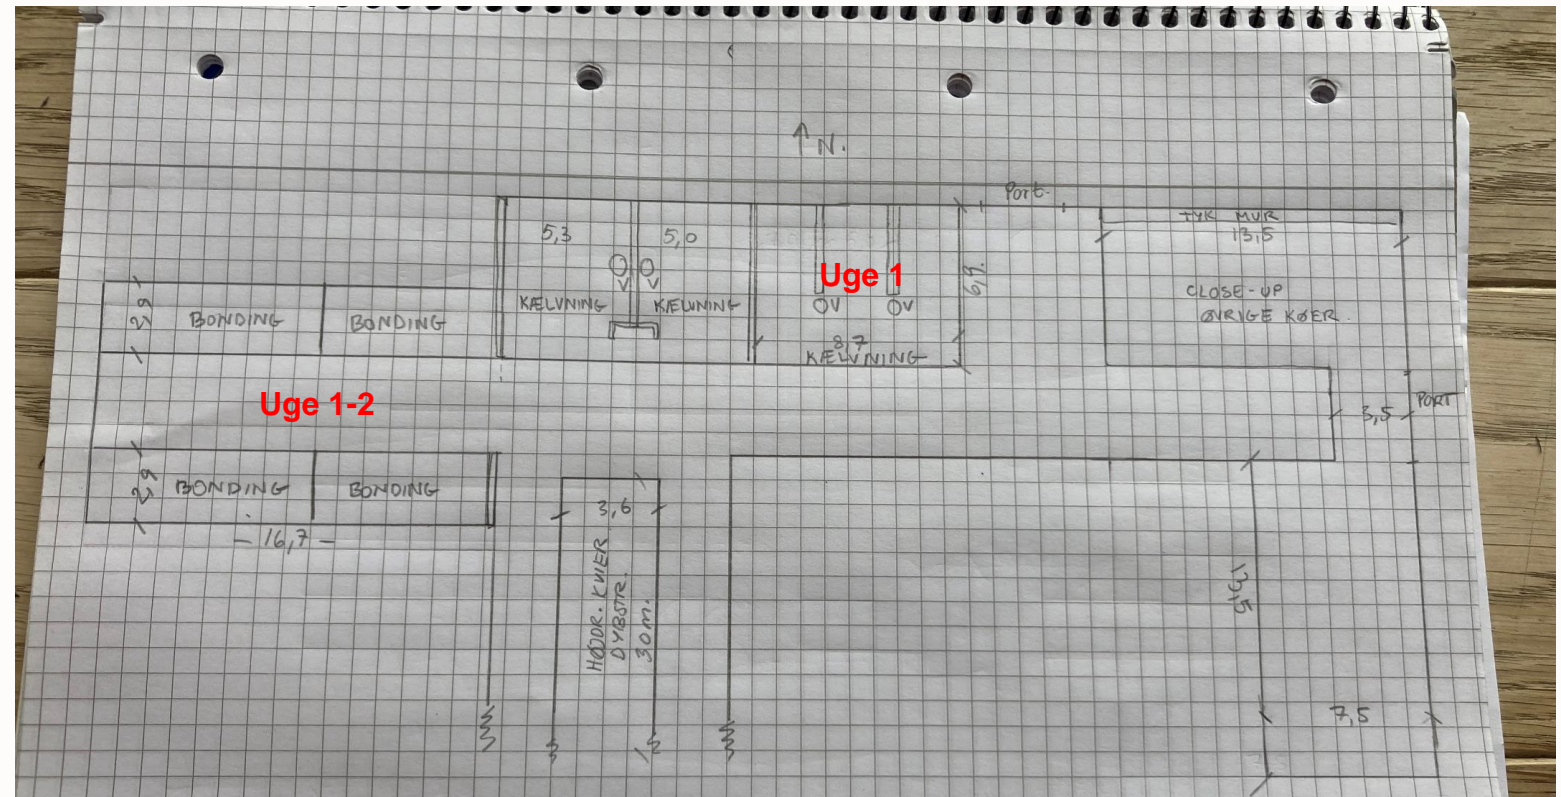 ↑ N.
Port.
TYK MUR
13,5
5,3
5,0
6,9.
Uge 1
CLOSE-UP
ØVRIGE KØER.
KÆLVNING
KÆLVNING
OV
OV
8,7
KÆLVNING
2,9
BONDING
BONDING
Uge 1-2
3,5
PORT
2,9
BONDING
BONDING
16,7
3,6
HØJDR. KVIER
DYBSTR.
30m.
13,5
7,5